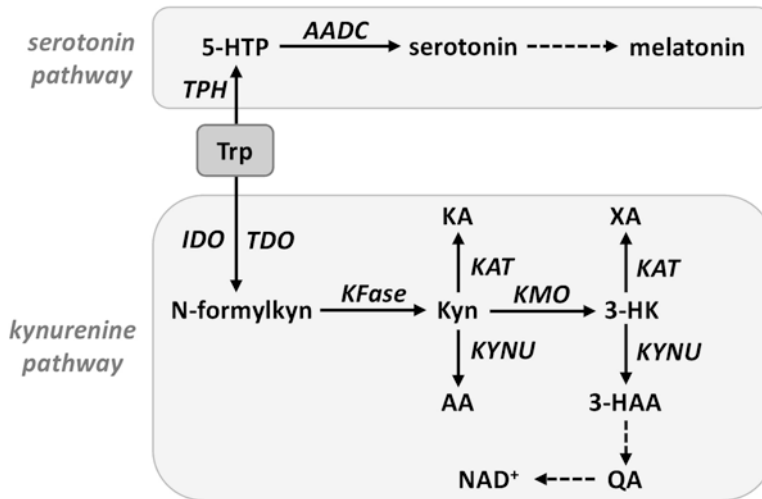 serotonin
pathway
5-HTP
AADC
serotonin
melatonin
TPH
Trp
IDO
TDO
kynurenine
pathway
KA
XA
KAT
KAT
N-formylkyn
KFase
Kyn
KMO
3-HK
KYNU
KYNU
AA
3-HAA
NAD⁺
QA